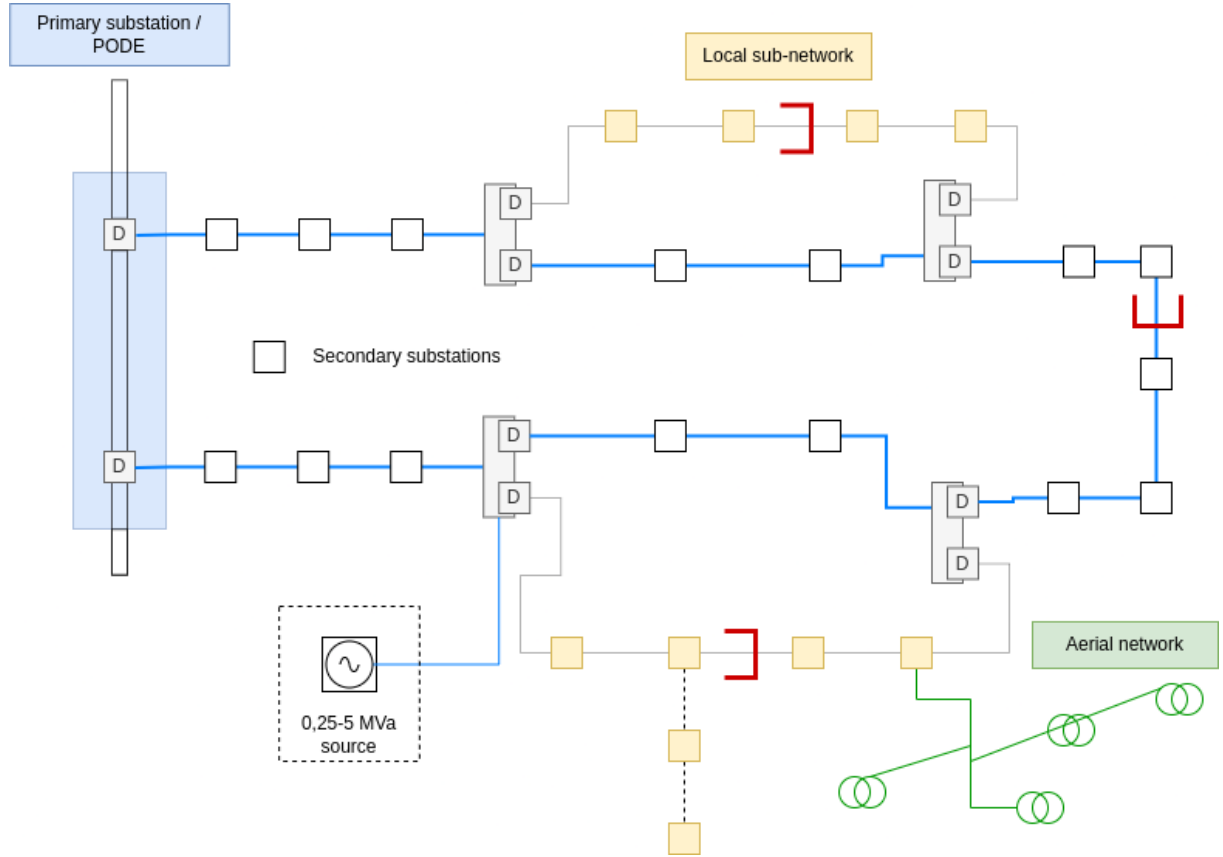 Primary substation /
PODE
Local sub-network
D
D
D
D
D
Secondary substations
D
D
D
D
D
Aerial network
0,25-5 MVa
source